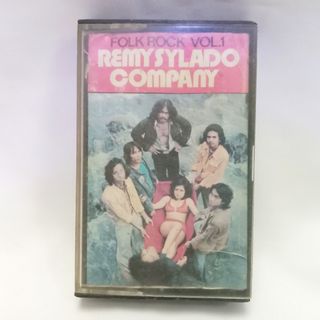 FOLK ROCK VOL.1
REMY SYLADO
COMPANY